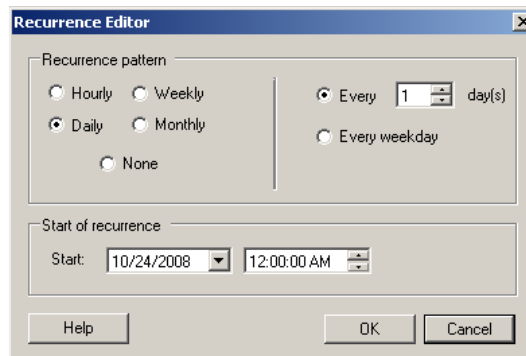 Recurrence Editor
Recurrence pattern
Hourly Weekly
Every 1 day(s)
Daily Monthly
Every weekday
None
Start of recurrence
Start: 10/24/2008 12:00:00 AM
Help OK Cancel